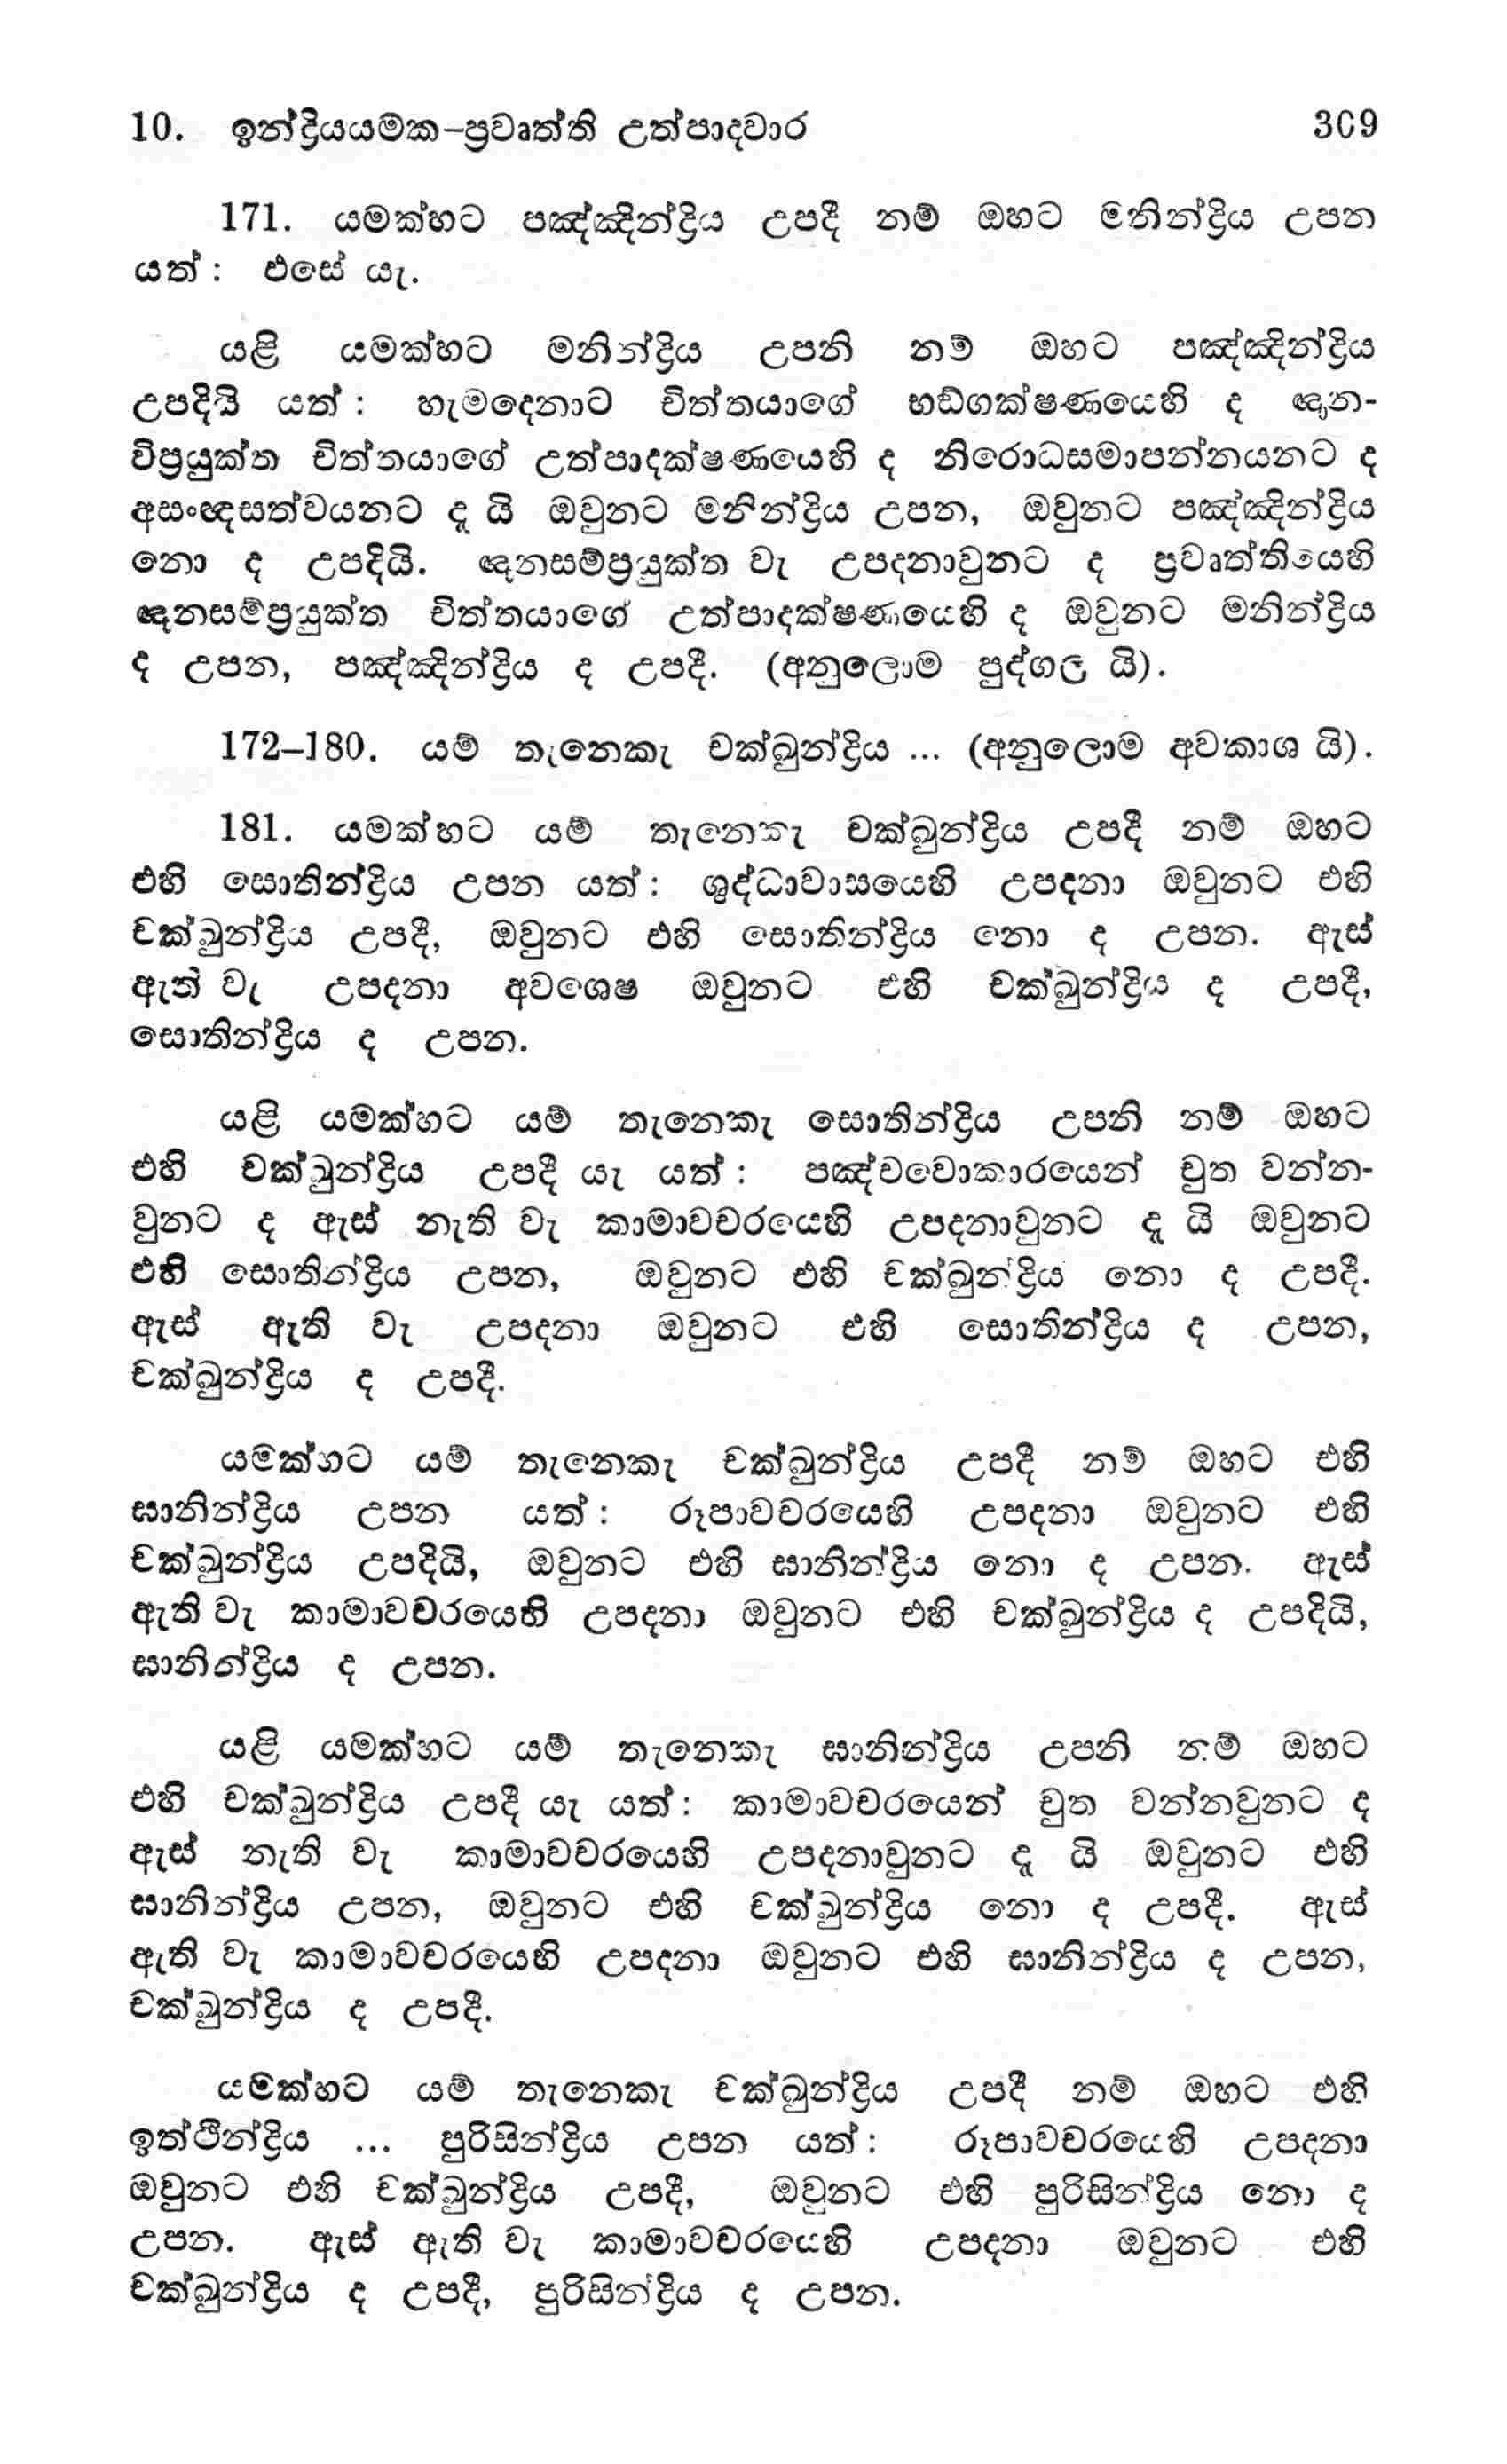 10. ඉන්ද්‍රියයමක-ප්‍රවෘත්ති උත්පාදවාර 309
171. යමක්හට පඤ්ඤින්ද්‍රිය උපදී නම් ඔහට මනින්ද්‍රිය උපන
යත් : එසේ යැ.
යළි යමක්හට මනින්ද්‍රිය උපනි නම් ඔහට පඤ්ඤින්ද්‍රිය
උපදියි යත් : හැමදෙනාට චිත්තයාගේ භඞ්ගක්ෂණයෙහි ද ඥාන-
විප්‍රයුක්ත චිත්තයාගේ උත්පාදක්ෂණයෙහි ද නිරොධසමාපන්නයනට ද
අසංඥසත්වයනට දු යි ඔවුනට මනින්ද්‍රිය උපන, ඔවුනට පඤ්ඤින්ද්‍රිය
නො ද උපදියි. ඥානසම්ප්‍රයුක්ත වැ උපදනාවුනට ද ප්‍රවෘත්තියෙහි
ඥානසම්ප්‍රයුක්ත චිත්තයාගේ උත්පාදක්ෂණයෙහි ද ඔවුනට මනින්ද්‍රිය
ද උපන, පඤ්ඤින්ද්‍රිය ද උපදී. (අනුලොම පුද්ගල යි).
172–180. යම් තැනෙකැ චක්ඛුන්ද්‍රිය ... (අනුලොම අවකාශ යි).
181. යමක්හට යම් තැනෙකැ චක්ඛුන්ද්‍රිය උපදී නම් ඔහට
එහි සොතින්ද්‍රිය උපන යත් : ශුද්ධාවාසයෙහි උපදනා ඔවුනට එහි
චක්ඛුන්ද්‍රිය උපදී, ඔවුනට එහි සොතින්ද්‍රිය නො ද උපන. ඇස්
ඇති වැ උපදනා අවශෙෂ ඔවුනට එහි චක්ඛුන්ද්‍රිය ද උපදී,
සොතින්ද්‍රිය ද උපන.
යළි යමක්හට යම් තැනෙකැ සොතින්ද්‍රිය උපනි නම් ඔහට
එහි චක්ඛුන්ද්‍රිය උපදී යැ යත් : පඤ්චවොකාරයෙන් චුත වන්න-
වුනට ද ඇස් නැති වැ කාමාවචරයෙහි උපදනාවුනට දු යි ඔවුනට
එහි සොතින්ද්‍රිය උපන, ඔවුනට එහි චක්ඛුන්ද්‍රිය නො ද උපදී.
ඇස් ඇති වැ උපදනා ඔවුනට එහි සොතින්ද්‍රිය ද උපන,
චක්ඛුන්ද්‍රිය ද උපදී.
යමක්හට යම් තැනෙකැ චක්ඛුන්ද්‍රිය උපදී නම් ඔහට එහි
ඝානින්ද්‍රිය උපන යත් : රූපාවචරයෙහි උපදනා ඔවුනට එහි
චක්ඛුන්ද්‍රිය උපදියි, ඔවුනට එහි ඝානින්ද්‍රිය නො ද උපන. ඇස්
ඇති වැ කාමාවචරයෙහි උපදනා ඔවුනට එහි චක්ඛුන්ද්‍රිය ද උපදියි,
ඝානින්ද්‍රිය ද උපන.
යළි යමක්හට යම් තැනෙකැ ඝානින්ද්‍රිය උපනි නම් ඔහට
එහි චක්ඛුන්ද්‍රිය උපදී යැ යත් : කාමාවචරයෙන් චුත වන්නවුනට ද
ඇස් නැති වැ කාමාවචරයෙහි උපදනාවුනට දු යි ඔවුනට එහි
ඝානින්ද්‍රිය උපන, ඔවුනට එහි චක්ඛුන්ද්‍රිය නො ද උපදී. ඇස්
ඇති වැ කාමාවචරයෙහි උපදනා ඔවුනට එහි ඝානින්ද්‍රිය ද උපන,
චක්ඛුන්ද්‍රිය ද උපදී.
යමක්හට යම් තැනෙකැ චක්ඛුන්ද්‍රිය උපදී නම් ඔහට එහි
ඉත්ථින්ද්‍රිය ... පුරිසින්ද්‍රිය උපන යත් : රූපාවචරයෙහි උපදනා
ඔවුනට එහි චක්ඛුන්ද්‍රිය උපදී, ඔවුනට එහි පුරිසින්ද්‍රිය නො ද
උපන. ඇස් ඇති වැ කාමාවචරයෙහි උපදනා ඔවුනට එහි
චක්ඛුන්ද්‍රිය ද උපදී, පුරිසින්ද්‍රිය ද උපන.